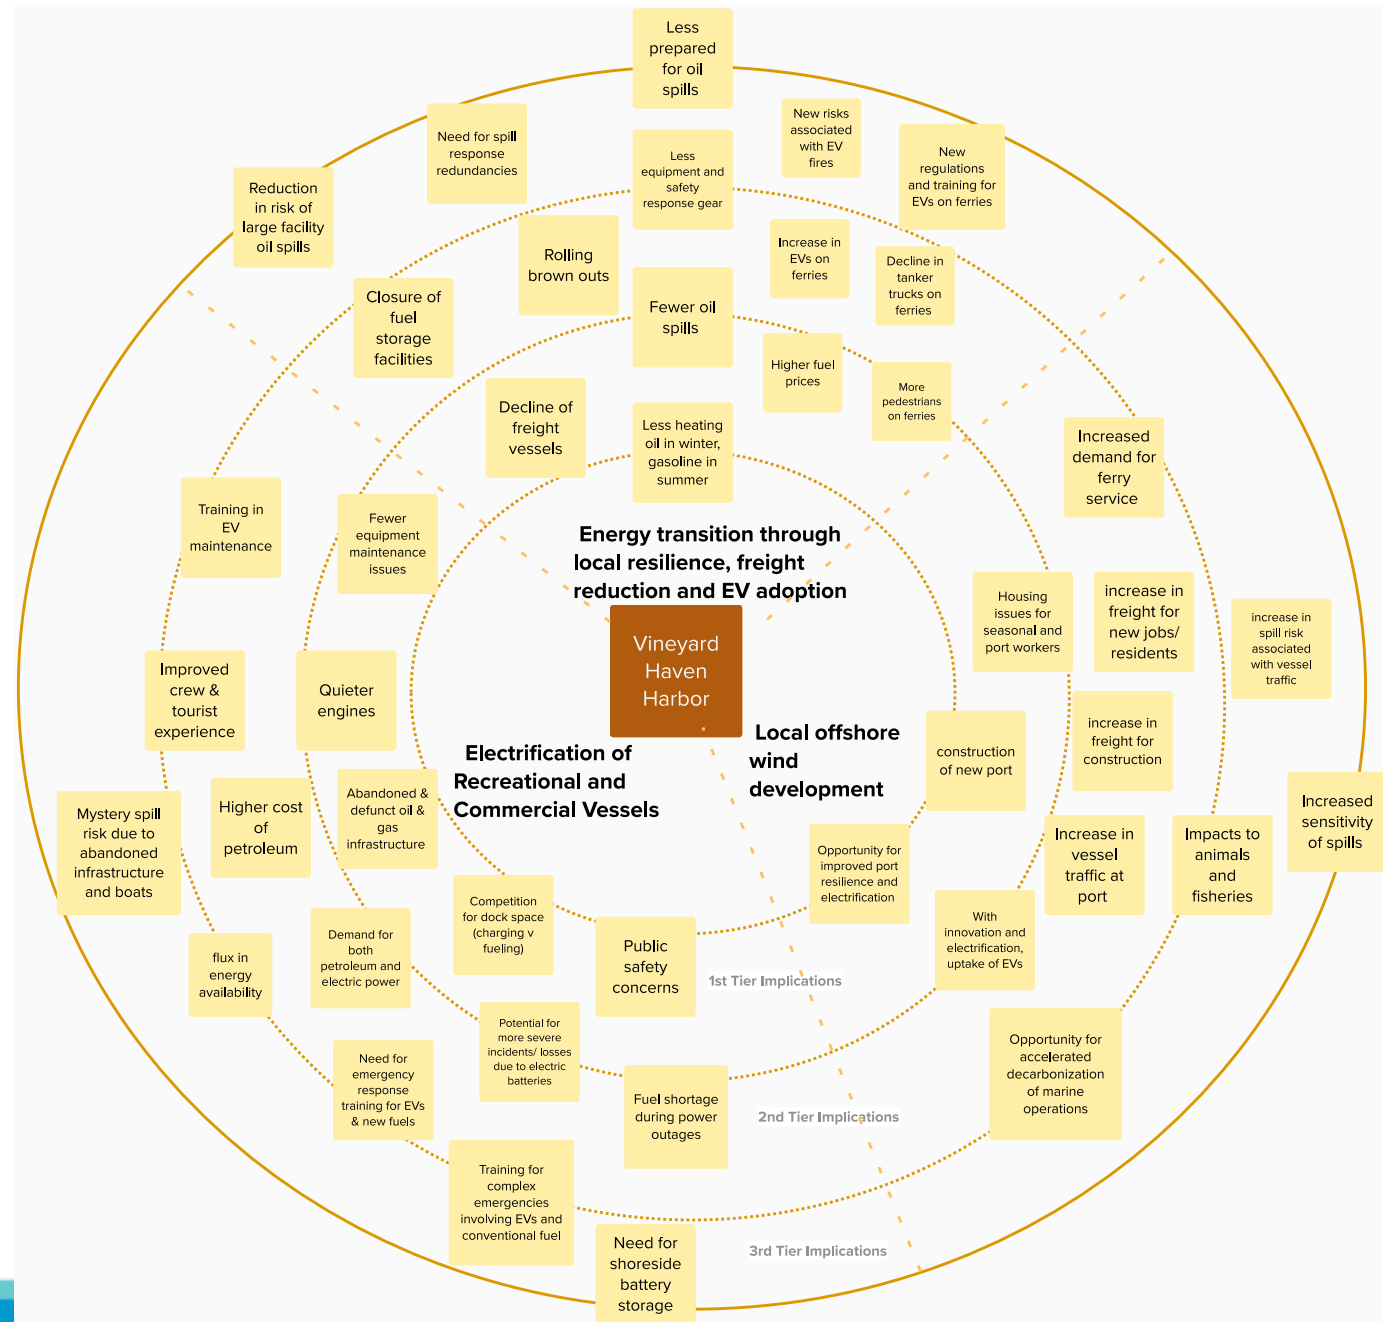 Less
prepared
for oil
spills
Need for spill
response
redundancies
New risks
associated
with EV
fires
New
regulations
and training for
EVs on ferries
Less
equipment and
safety
response gear
Reduction
in risk of
large facility
oil spills
Rolling
brown outs
Increase in
EVs on
ferries
Decline in
tanker
trucks on
ferries
Closure of
fuel
storage
facilities
Fewer oil
spills
Higher fuel
prices
More
pedestrians
on ferries
Decline of
freight
vessels
Less heating
oil in winter,
gasoline in
summer
Increased
demand for
ferry
service
Training in
EV
maintenance
Fewer
equipment
maintenance
issues
Energy transition through
local resilience, freight
reduction and EV adoption
Vineyard
Haven
Harbor
Housing
issues for
seasonal and
port workers
increase in
freight for
new jobs/
residents
increase in
spill risk
associated
with vessel
traffic
Improved
crew &
tourist
experience
Quieter
engines
Electrification of
Recreational and
Commercial Vessels
Local offshore
wind
development
construction
of new port
increase in
freight for
construction
Mystery spill
risk due to
abandoned
infrastructure
and boats
Higher cost
of
petroleum
Abandoned &
defunct oil &
gas
infrastructure
Opportunity for
improved port
resilience and
electrification
Increase in
vessel
traffic at
port
Impacts to
animals
and
fisheries
Increased
sensitivity
of spills
Competition
for dock space
(charging v
fueling)
Public
safety
concerns
With
innovation and
electrification,
uptake of EVs
flux in
energy
availability
Demand for
both
petroleum and
electric power
1st Tier Implications
Potential for
more severe
incidents/ losses
due to electric
batteries
Need for
emergency
response
training for EVs
& new fuels
Fuel shortage
during power
outages
2nd Tier Implications
Opportunity for
accelerated
decarbonization
of marine
operations
Training for
complex
emergencies
involving EVs and
conventional fuel
Need for
shoreside
battery
storage
3rd Tier Implications